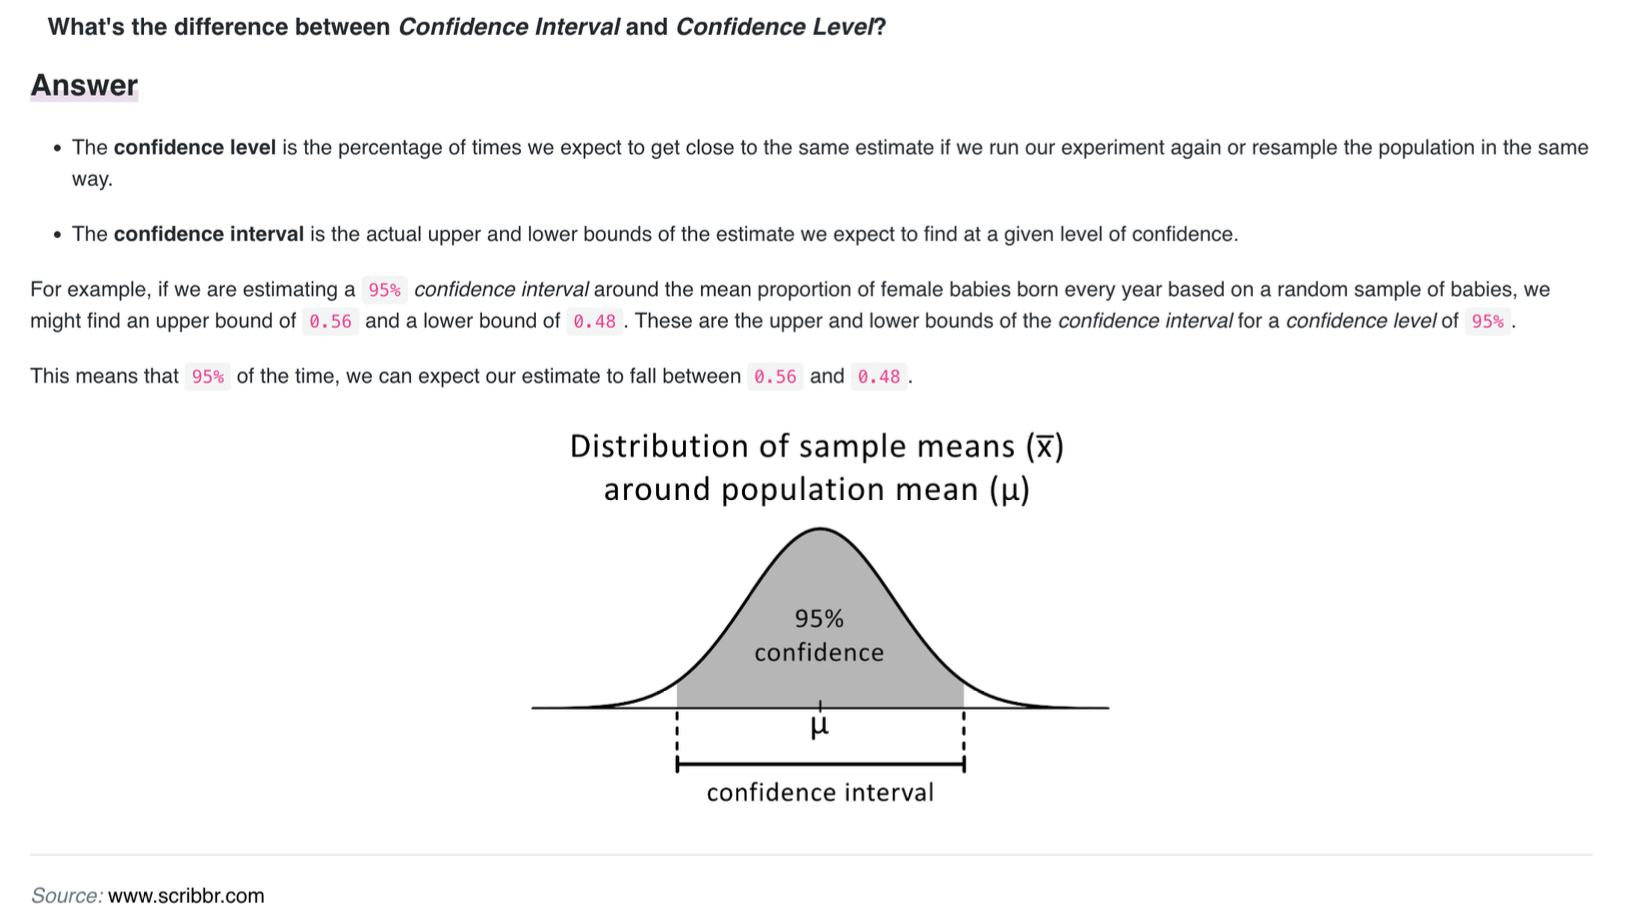 What's the difference between Confidence Interval and Confidence Level?
Answer
• The confidence level is the percentage of times we expect to get close to the same estimate if we run our experiment again or resample the population in the same
way.
• The confidence interval is the actual upper and lower bounds of the estimate we expect to find at a given level of confidence.
For example, if we are estimating a 95% confidence interval around the mean proportion of female babies born every year based on a random sample of babies, we
might find an upper bound of 0.56 and a lower bound of 0.48 . These are the upper and lower bounds of the confidence interval for a confidence level of 95% .
This means that 95% of the time, we can expect our estimate to fall between 0.56 and 0.48 .
Distribution of sample means (x̅)
around population mean (μ)
95%
confidence
μ
confidence interval
Source: www.scribbr.com